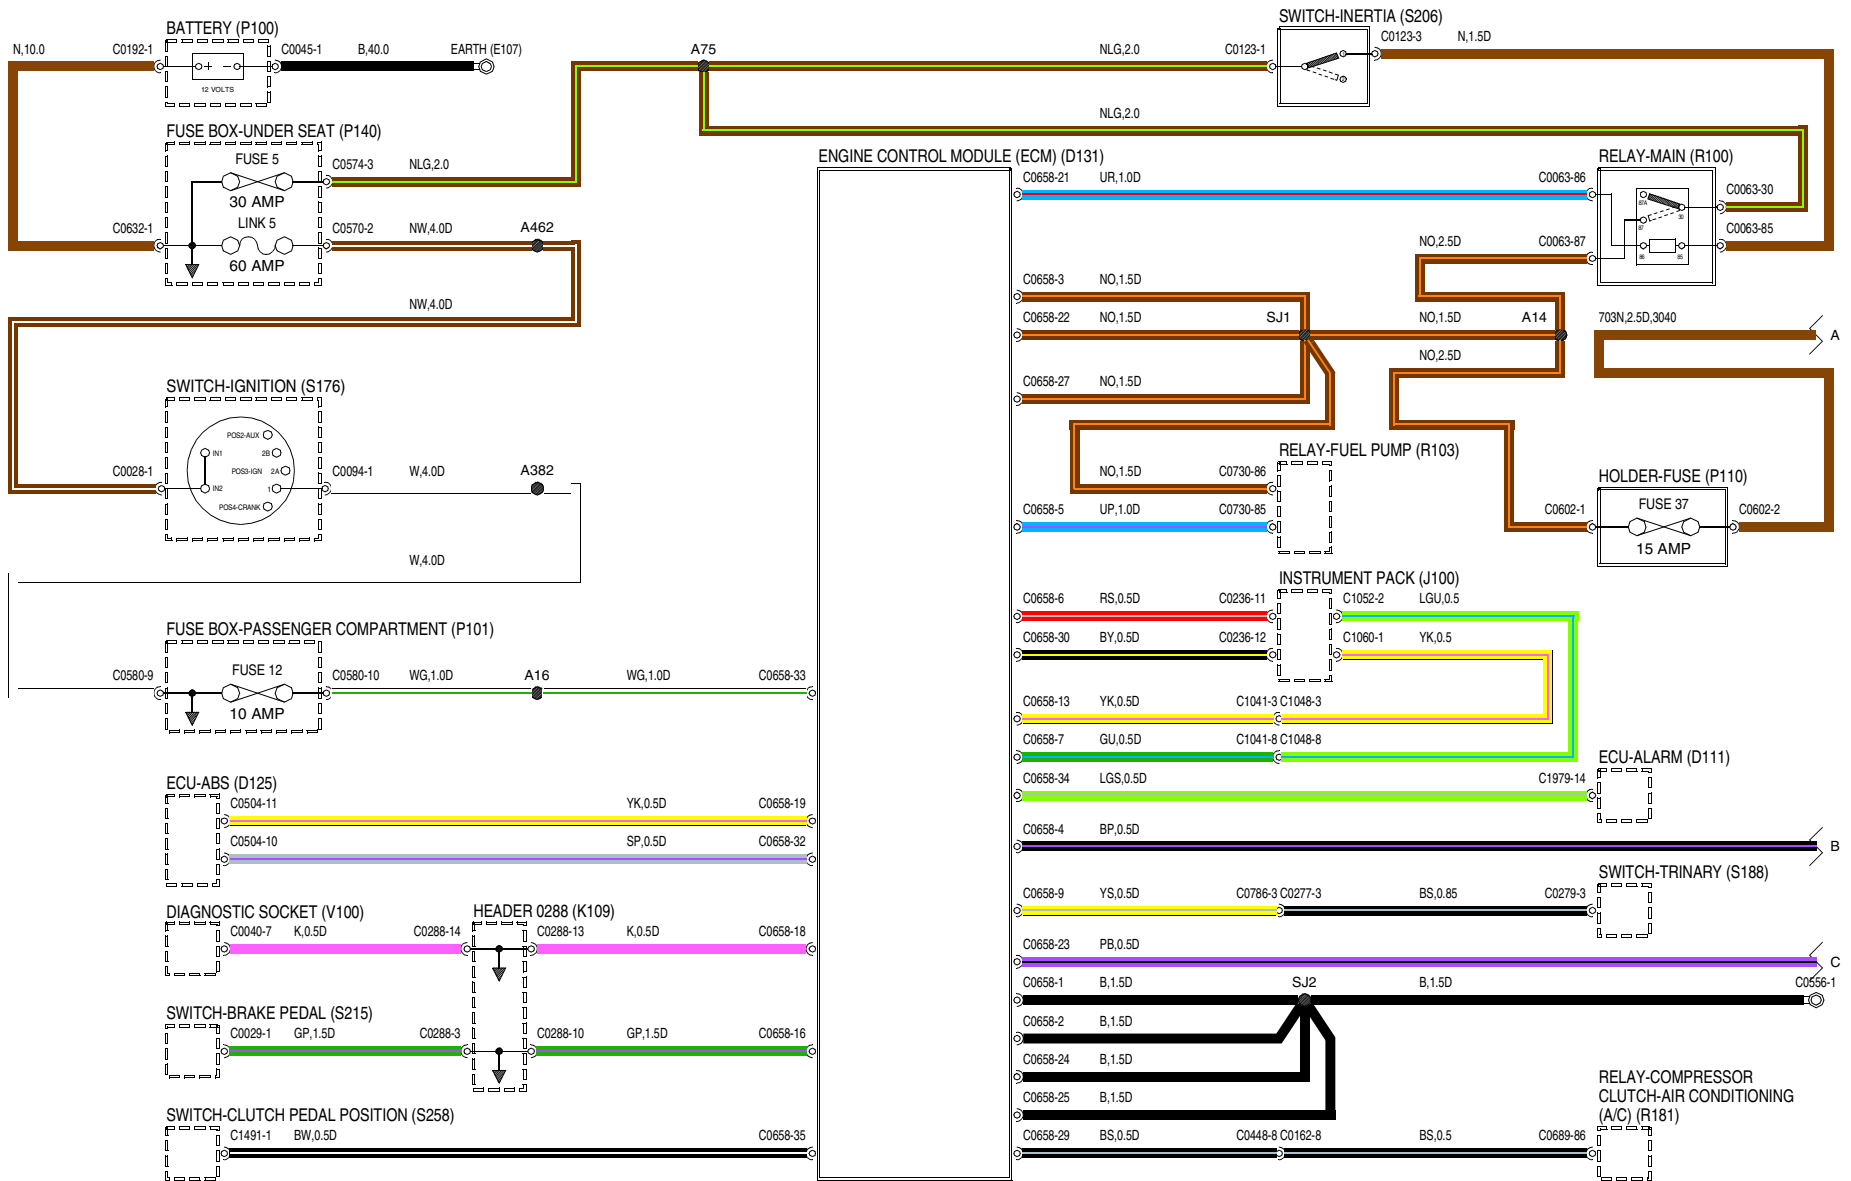 BATTERY (P100)
N,10.0
C0192-1
C0045-1
B,40.0
EARTH (E107)
12 VOLTS
A75
NLG,2.0
C0123-1
SWITCH-INERTIA (S206)
C0123-3
N,1.5D
NLG,2.0
FUSE BOX-UNDER SEAT (P140)
FUSE 5
30 AMP
C0574-3
NLG,2.0
LINK 5
60 AMP
C0632-1
C0570-2
NW,4.0D
A462
NW,4.0D
SWITCH-IGNITION (S176)
POS2-AUX
IN1
2B
POS3-IGN
2A
IN2
1
POS4-CRANK
C0028-1
C0094-1
W,4.0D
A382
W,4.0D
FUSE BOX-PASSENGER COMPARTMENT (P101)
FUSE 12
10 AMP
C0580-9
C0580-10
WG,1.0D
A16
WG,1.0D
C0658-33
ECU-ABS (D125)
C0504-11
YK,0.5D
C0658-19
C0504-10
SP,0.5D
C0658-32
DIAGNOSTIC SOCKET (V100)
C0040-7
K,0.5D
C0288-14
HEADER 0288 (K109)
C0288-13
K,0.5D
C0658-18
SWITCH-BRAKE PEDAL (S215)
C0029-1
GP,1.5D
C0288-3
C0288-10
GP,1.5D
C0658-16
SWITCH-CLUTCH PEDAL POSITION (S258)
C1491-1
BW,0.5D
C0658-35
ENGINE CONTROL MODULE (ECM) (D131)
C0658-21
UR,1.0D
C0063-86
RELAY-MAIN (R100)
87A
87
30
86
85
C0063-30
C0063-85
NO,2.5D
C0063-87
C0658-3
NO,1.5D
C0658-22
NO,1.5D
SJ1
NO,1.5D
A14
703N,2.5D,3040
A
NO,2.5D
C0658-27
NO,1.5D
RELAY-FUEL PUMP (R103)
NO,1.5D
C0730-86
C0658-5
UP,1.0D
C0730-85
HOLDER-FUSE (P110)
FUSE 37
15 AMP
C0602-1
C0602-2
INSTRUMENT PACK (J100)
C0658-6
RS,0.5D
C0236-11
C1052-2
LGU,0.5
C0658-30
BY,0.5D
C0236-12
C1060-1
YK,0.5
C0658-13
YK,0.5D
C1041-3 C1048-3
C0658-7
GU,0.5D
C1041-8 C1048-8
C0658-34
LGS,0.5D
C1979-14
ECU-ALARM (D111)
C0658-4
BP,0.5D
B
C0658-9
YS,0.5D
C0786-3 C0277-3
BS,0.85
C0279-3
SWITCH-TRINARY (S188)
C0658-23
PB,0.5D
C
C0658-1
B,1.5D
SJ2
B,1.5D
C0556-1
C0658-2
B,1.5D
C0658-24
B,1.5D
C0658-25
B,1.5D
C0658-29
BS,0.5D
C0448-8 C0162-8
BS,0.5
C0689-86
RELAY-COMPRESSOR
CLUTCH-AIR CONDITIONING
(A/C) (R181)